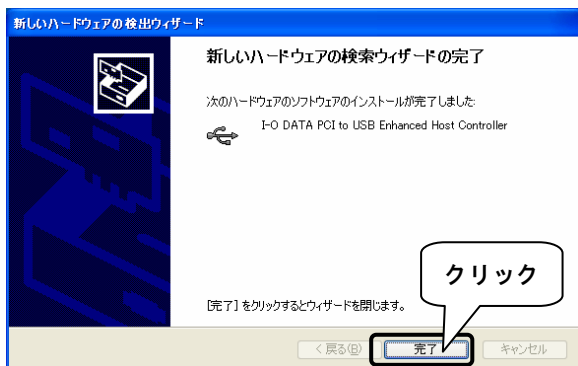 新しいハードウェアの検出ウィザード
新しいハードウェアの検索ウィザードの完了
次のハードウェアのソフトウェアのインストールが完了しました:
I-O DATA PCI to USB Enhanced Host Controller
クリック
[完了] をクリックするとウィザードを閉じます。
< 戻る(B)
完了
キャンセル